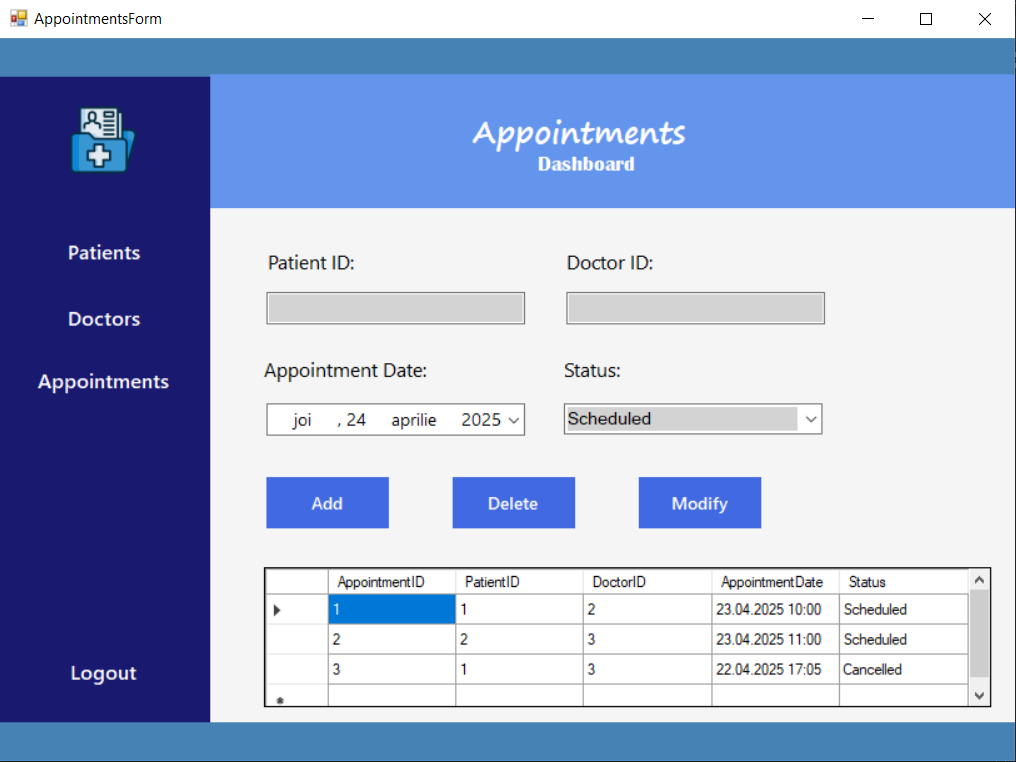 AppointmentsForm
Appointments
Dashboard
Patients
Doctors
Appointments
Logout
Patient ID: Doctor ID:
Appointment Date: Status:
joi , 24 aprilie 2025 Scheduled
Add Delete Modify
AppointmentID PatientID DoctorID AppointmentDate Status
1 1 2 23.04.2025 10:00 Scheduled
2 2 3 23.04.2025 11:00 Scheduled
3 1 3 22.04.2025 17:05 Cancelled